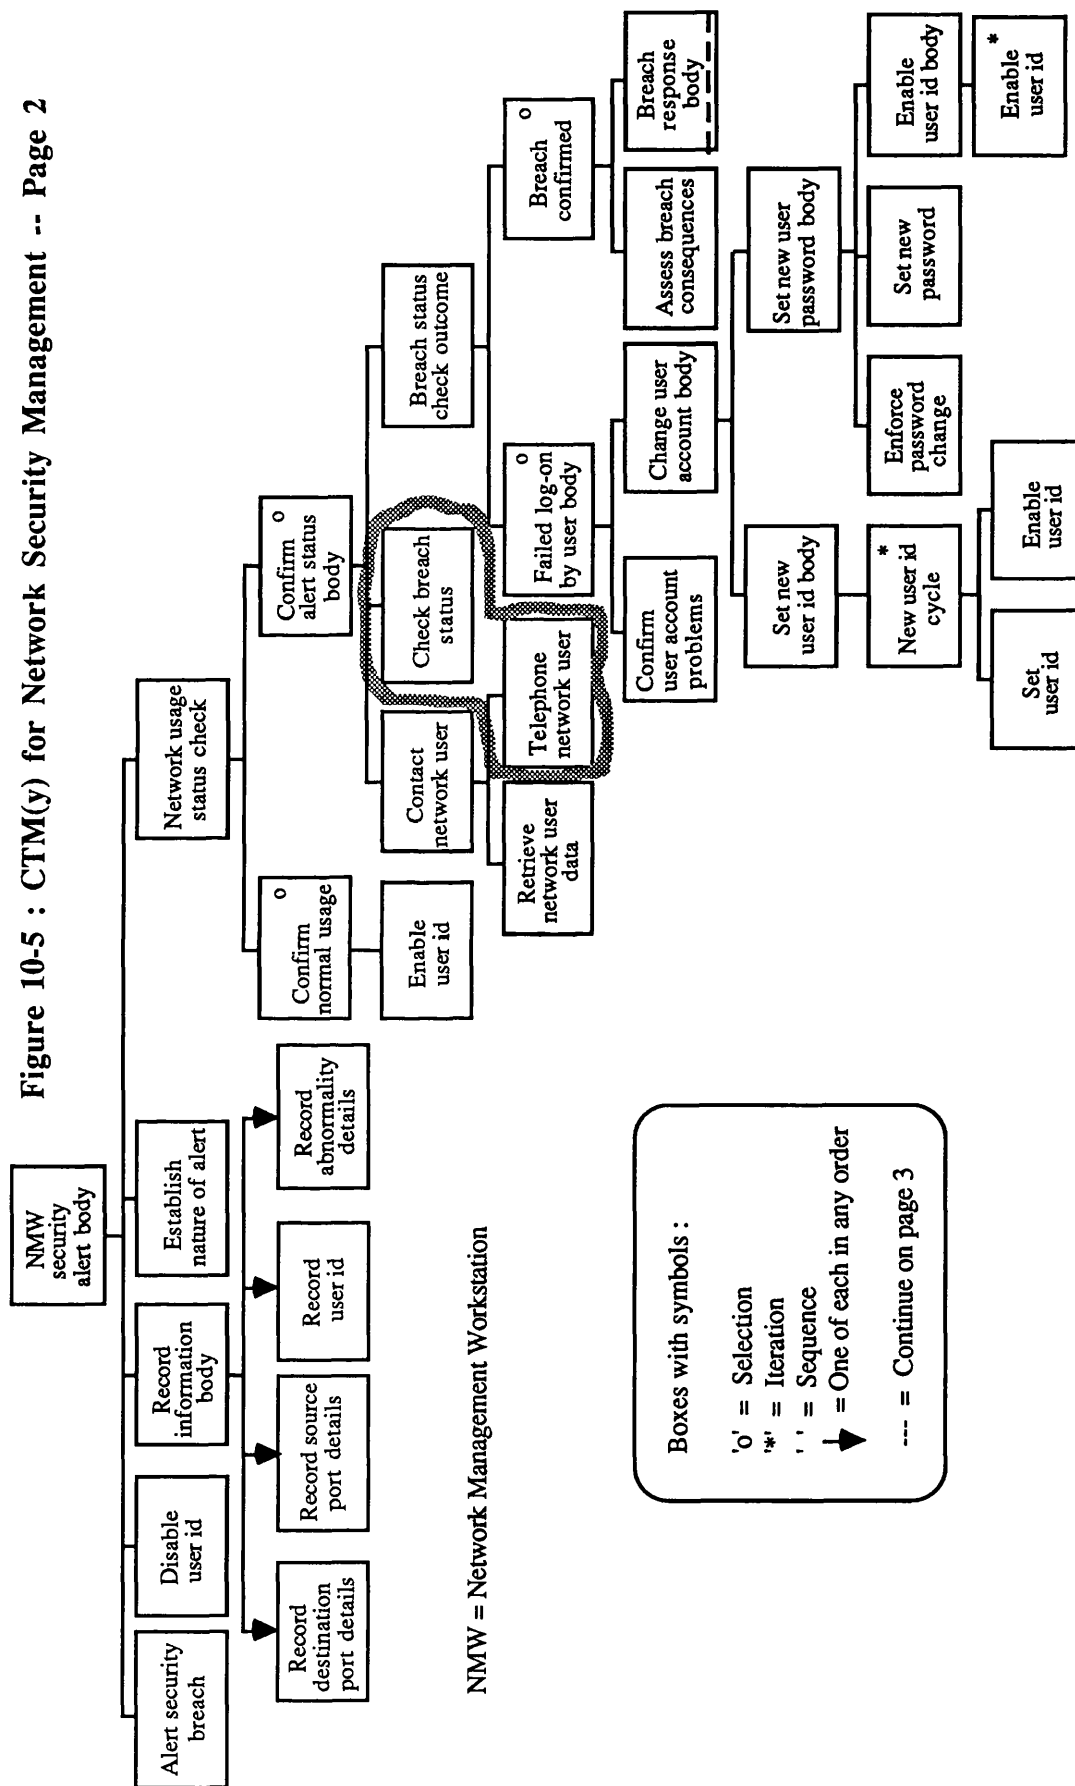 Figure 10-5 : CTM(y) for Network Security Management -- Page 2
NMW
security
alert body
Alert security
breach
Disable
user id
Record
information
body
Establish
nature of alert
Network usage
status check
Record
destination
port details
Record source
port details
Record
user id
Record
abnormality
details
o
Confirm
normal usage
o
Confirm
alert status
body
Enable
user id
Contact
network user
Check breach
status
Breach status
check outcome
Retrieve
network user
data
Telephone
network user
o
Failed log-on
by user body
o
Breach
confirmed
Confirm
user account
problems
Change user
account body
Assess breach
consequences
Breach
response
body
Set new
user id body
Set new user
password body
*
New user id
cycle
Enforce
password
change
Set new
password
Enable
user id body
Set
user id
Enable
user id
*
Enable
user id
NMW = Network Management Workstation
Boxes with symbols :
'o' = Selection
'*' = Iteration
' ' = Sequence
= One of each in any order
--- = Continue on page 3